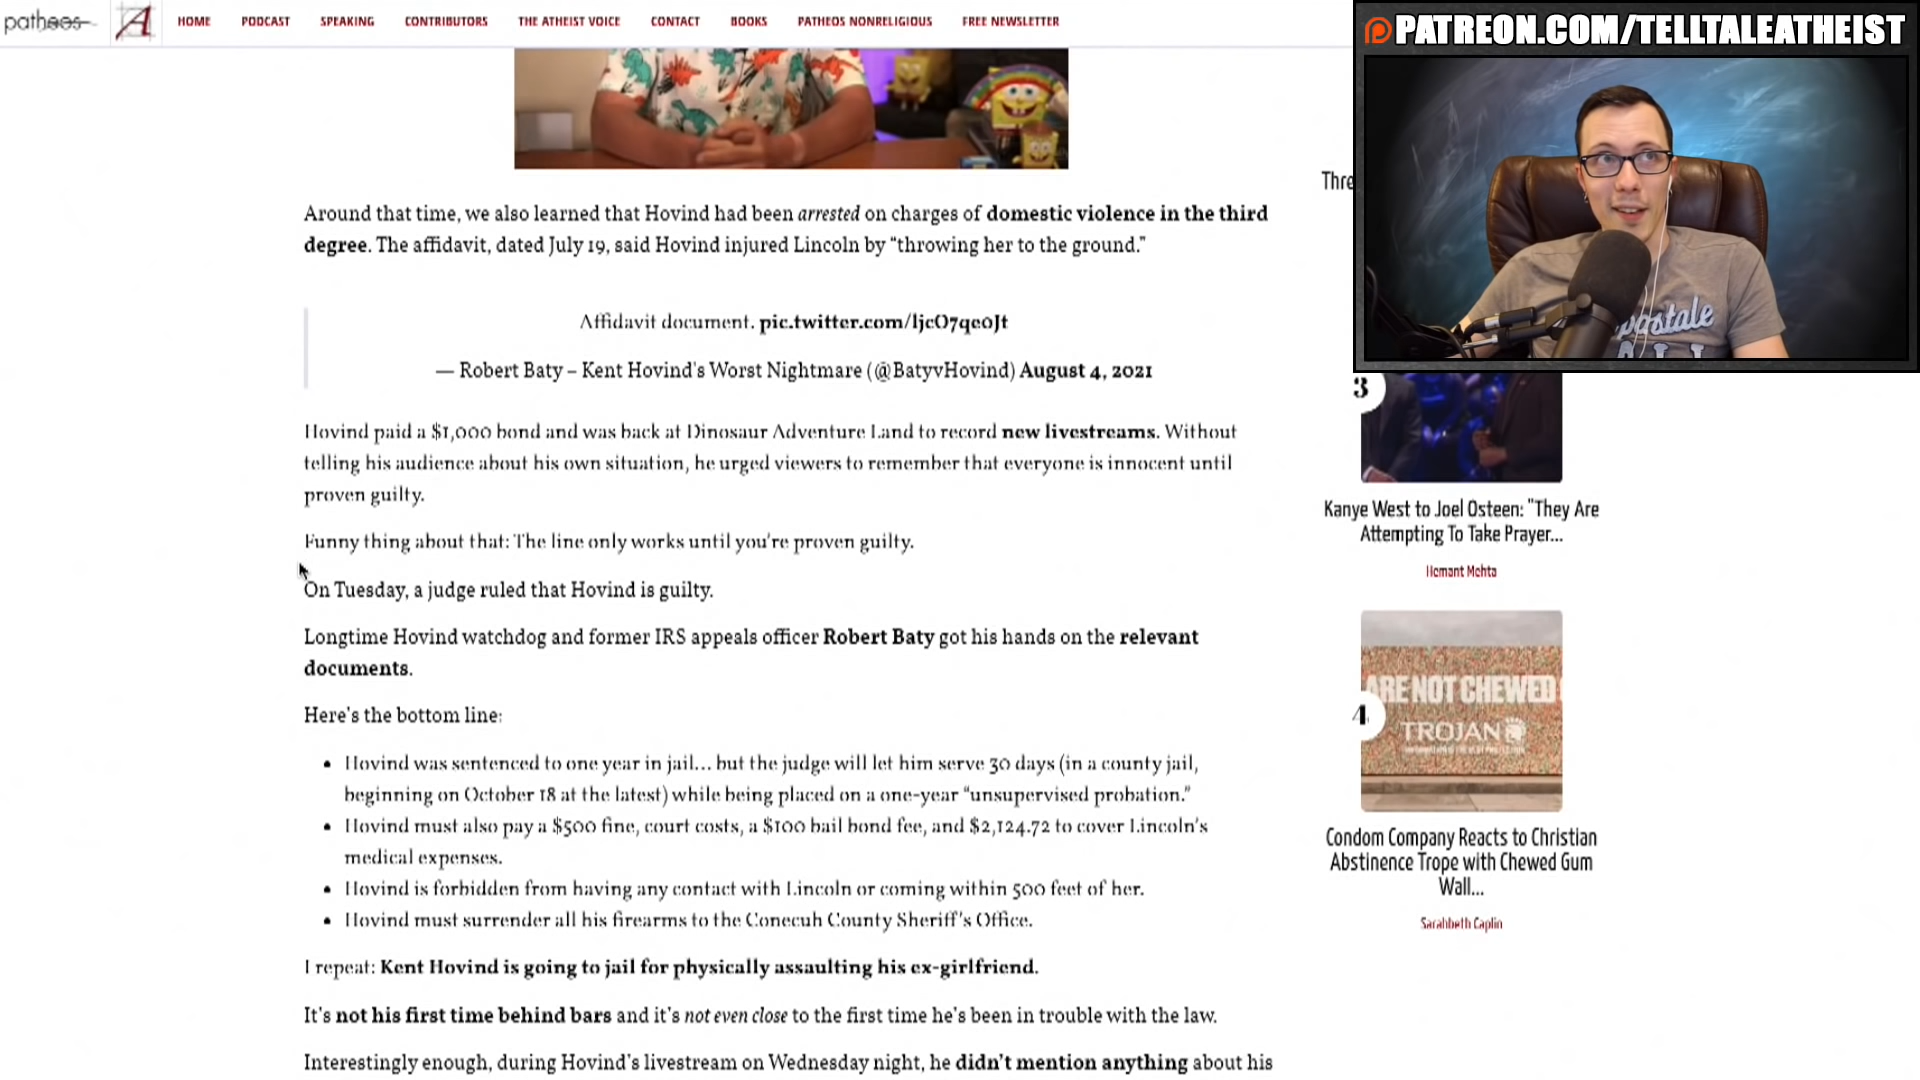 patheos
A
HOME
PODCAST
SPEAKING
CONTRIBUTORS
THE ATHEIST VOICE
CONTACT
BOOKS
PATHEOS NONRELIGIOUS
FREE NEWSLETTER
PATREON.COM/TELLTALEATHEIST
Around that time, we also learned that Hovind had been arrested on charges of domestic violence in the third
degree. The affidavit, dated July 19, said Hovind injured Lincoln by “throwing her to the ground.”
Affidavit document. pic.twitter.com/ljcO7qe0Jt
— Robert Baty – Kent Hovind's Worst Nightmare (@BatyvHovind) August 4, 2021
Hovind paid a $1,000 bond and was back at Dinosaur Adventure Land to record new livestreams. Without
telling his audience about his own situation, he urged viewers to remember that everyone is innocent until
proven guilty.
Funny thing about that: The line only works until you're proven guilty.
On Tuesday, a judge ruled that Hovind is guilty.
Longtime Hovind watchdog and former IRS appeals officer Robert Baty got his hands on the relevant
documents.
Here's the bottom line:
• Hovind was sentenced to one year in jail… but the judge will let him serve 30 days (in a county jail,
beginning on October 18 at the latest) while being placed on a one-year “unsupervised probation.”
• Hovind must also pay a $500 fine, court costs, a $100 bail bond fee, and $2,124.72 to cover Lincoln's
medical expenses.
• Hovind is forbidden from having any contact with Lincoln or coming within 500 feet of her.
• Hovind must surrender all his firearms to the Conecuh County Sheriff's Office.
I repeat: Kent Hovind is going to jail for physically assaulting his ex-girlfriend.
It's not his first time behind bars and it's not even close to the first time he's been in trouble with the law.
Interestingly enough, during Hovind's livestream on Wednesday night, he didn't mention anything about his
Thre
3
Kanye West to Joel Osteen: "They Are
Attempting To Take Prayer...
Hemant Mehta
ARE NOT CHEWED
TROJAN
4
Condom Company Reacts to Christian
Abstinence Trope with Chewed Gum
Wall...
Sarahbeth Caplin